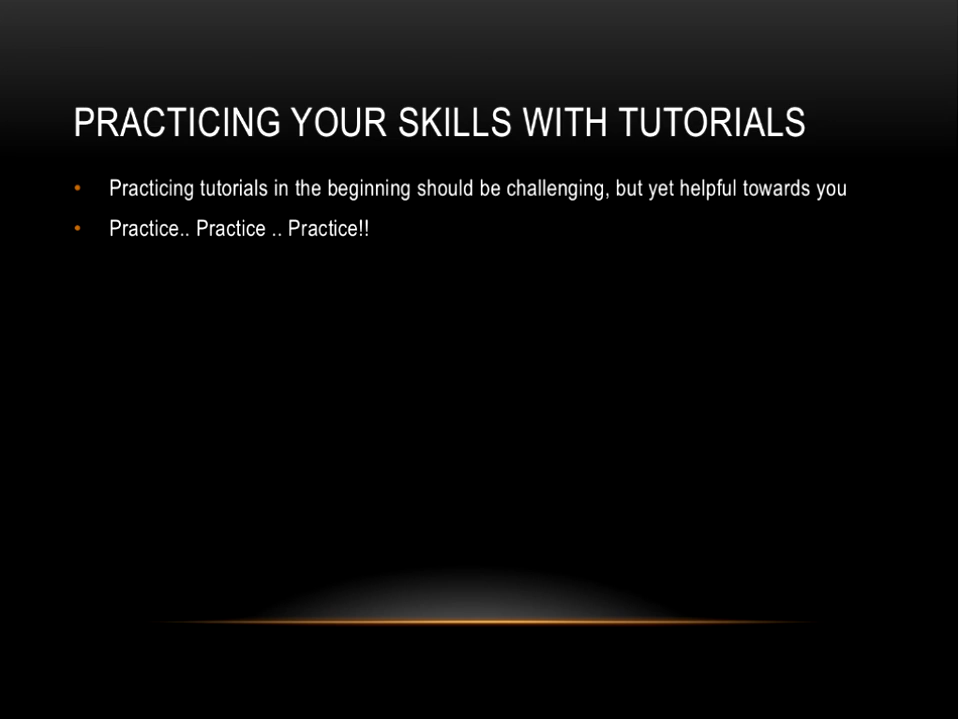 PRACTICING YOUR SKILLS WITH TUTORIALS
• Practicing tutorials in the beginning should be challenging, but yet helpful towards you
• Practice.. Practice .. Practice!!